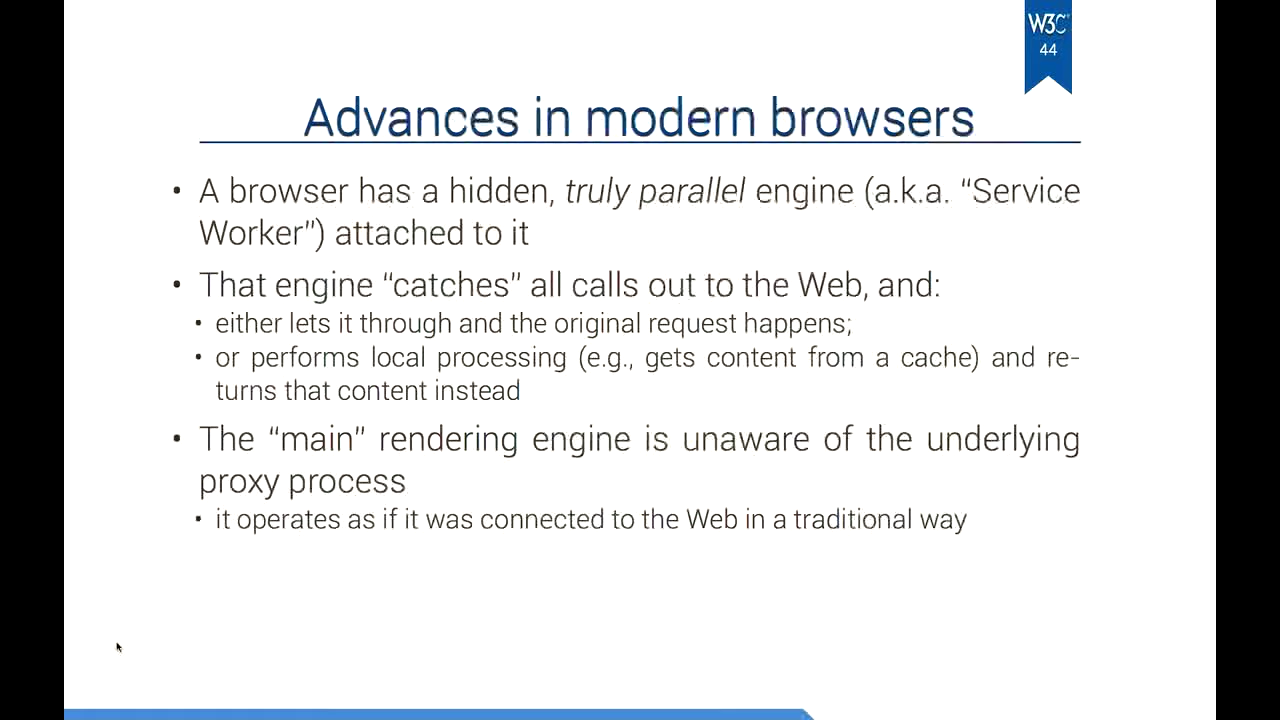 W3C
44
Advances in modern browsers
• A browser has a hidden, truly parallel engine (a.k.a. “Service
Worker”) attached to it
• That engine “catches” all calls out to the Web, and:
• either lets it through and the original request happens;
• or performs local processing (e.g., gets content from a cache) and re-
turns that content instead
• The “main” rendering engine is unaware of the underlying
proxy process
• it operates as if it was connected to the Web in a traditional way